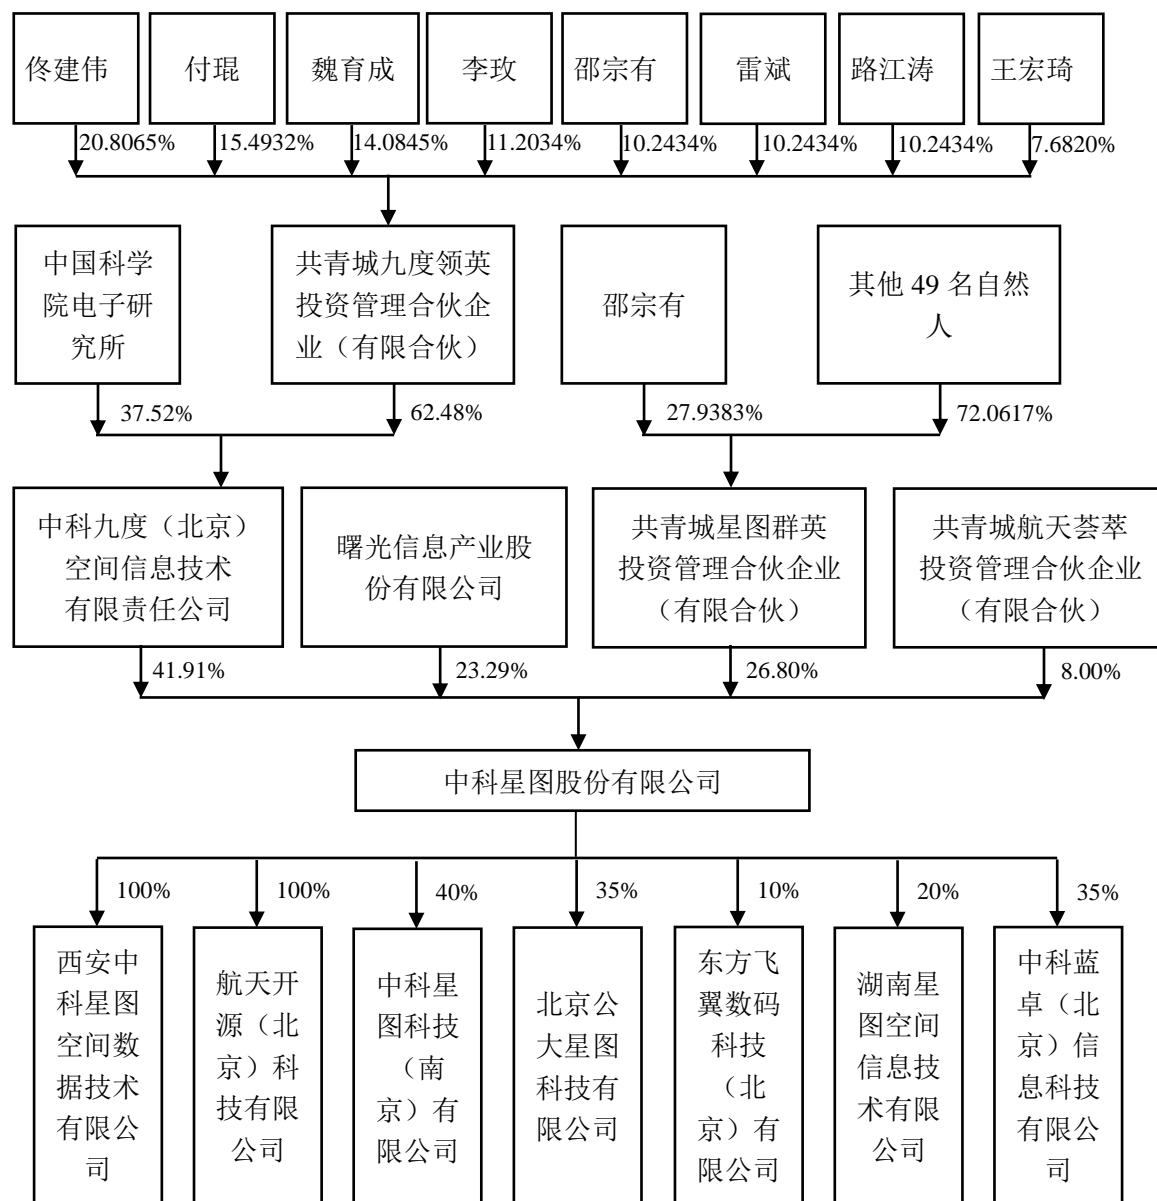 佟建伟
付琨
魏育成
李玫
邵宗有
雷斌
路江涛
王宏琦
20.8065%
15.4932%
14.0845%
11.2034%
10.2434%
10.2434%
10.2434%
7.6820%
中国科学
院电子研
究所
共青城九度领英
投资管理合伙企
业（有限合伙）
邵宗有
其他 49 名自然
人
37.52%
62.48%
27.9383%
72.0617%
中科九度（北京）
空间信息技术
有限责任公司
曙光信息产业股
份有限公司
共青城星图群英
投资管理合伙企业
（有限合伙）
共青城航天荟萃
投资管理合伙企业
（有限合伙）
41.91%
23.29%
26.80%
8.00%
中科星图股份有限公司
100%
100%
40%
35%
10%
20%
35%
西安中
科星图
空间数
据技术
有限公
司
航天开
源（北
京）科
技有限
公司
中科星
图科技
（南
京）有
限公司
北京公
大星图
科技有
限公司
东方飞
翼数码
科技
（北
京）有
限公司
湖南星
图空间
信息技
术有限
公司
中科蓝
卓（北
京）信
息科技
有限公
司